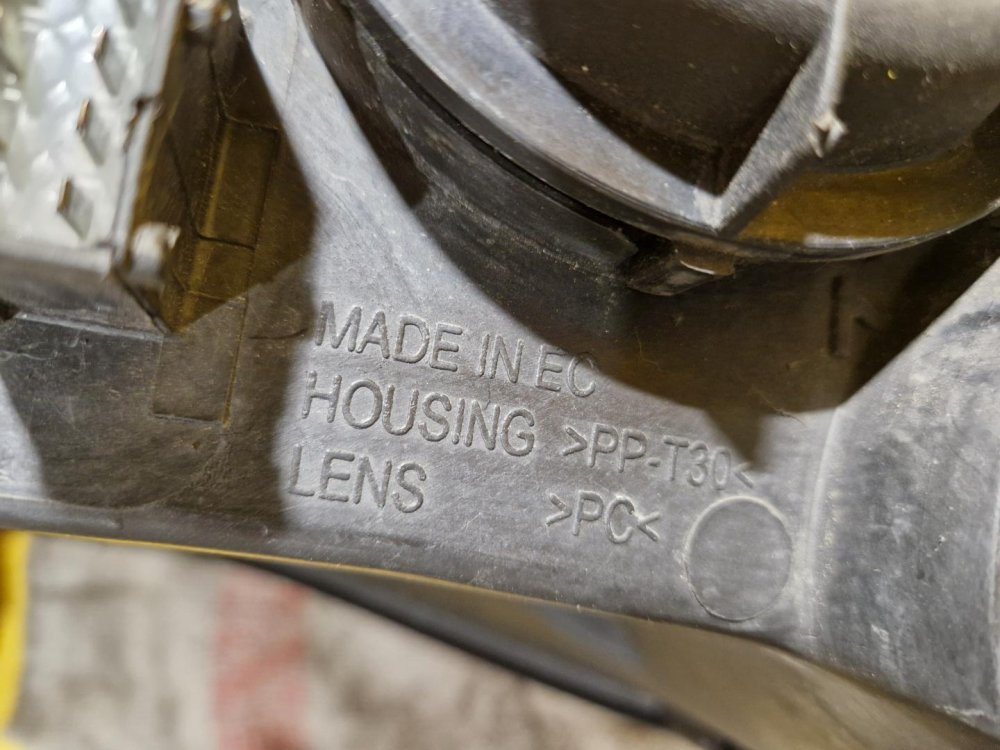 MADE IN EC
HOUSING >PP-T30<
LENS >PC<